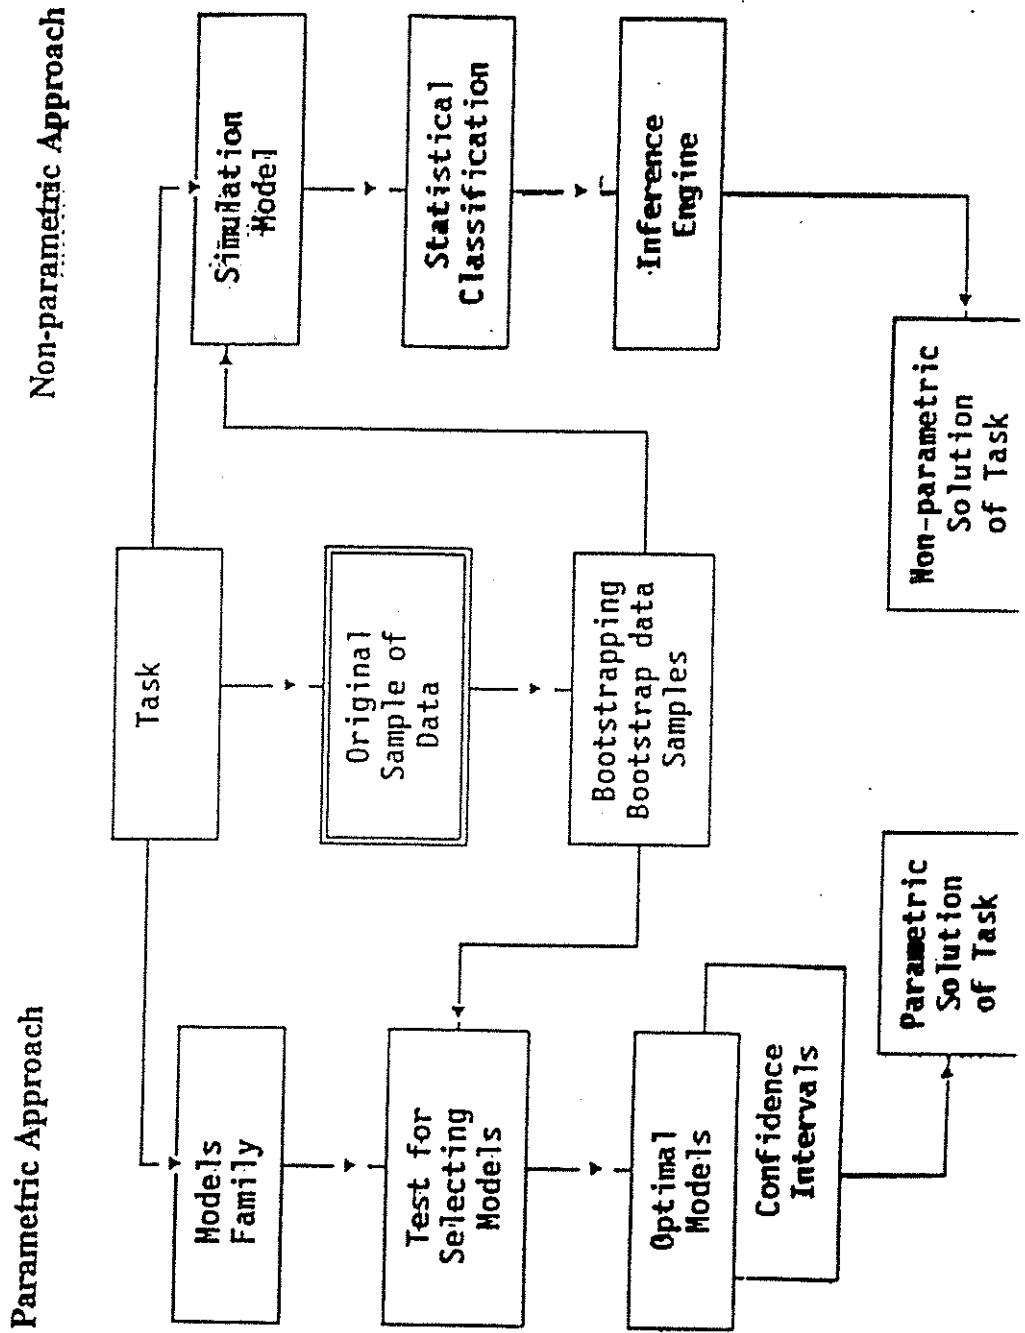 Parametric Approach
Non-parametric Approach
Task
Models
Family
Original
Sample of
Data
Simulation
Model
Test for
Selecting
Models
Bootstrapping
Bootstrap data
Samples
Statistical
Classification
Optimal
Models
Confidence
Intervals
Inference
Engine
Parametric
Solution
of Task
Non-parametric
Solution
of Task